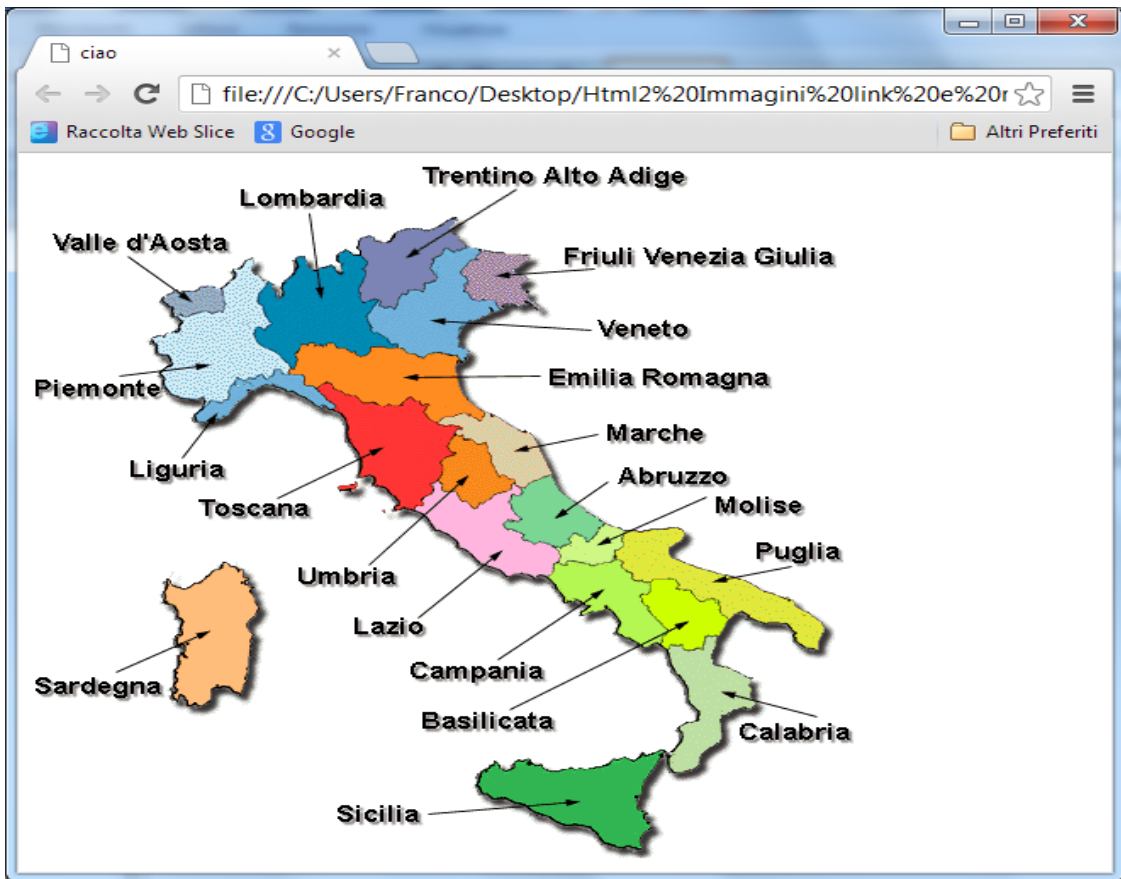 ciao
file:///C:/Users/Franco/Desktop/Html2%20Immagini%20link%20e%20r
Raccolta Web Slice Google Altri Preferiti
Trentino Alto Adige
Lombardia
Valle d'Aosta
Friuli Venezia Giulia
Veneto
Piemonte
Emilia Romagna
Marche
Liguria
Abruzzo
Toscana
Molise
Puglia
Umbria
Lazio
Campania
Sardegna
Basilicata
Calabria
Sicilia